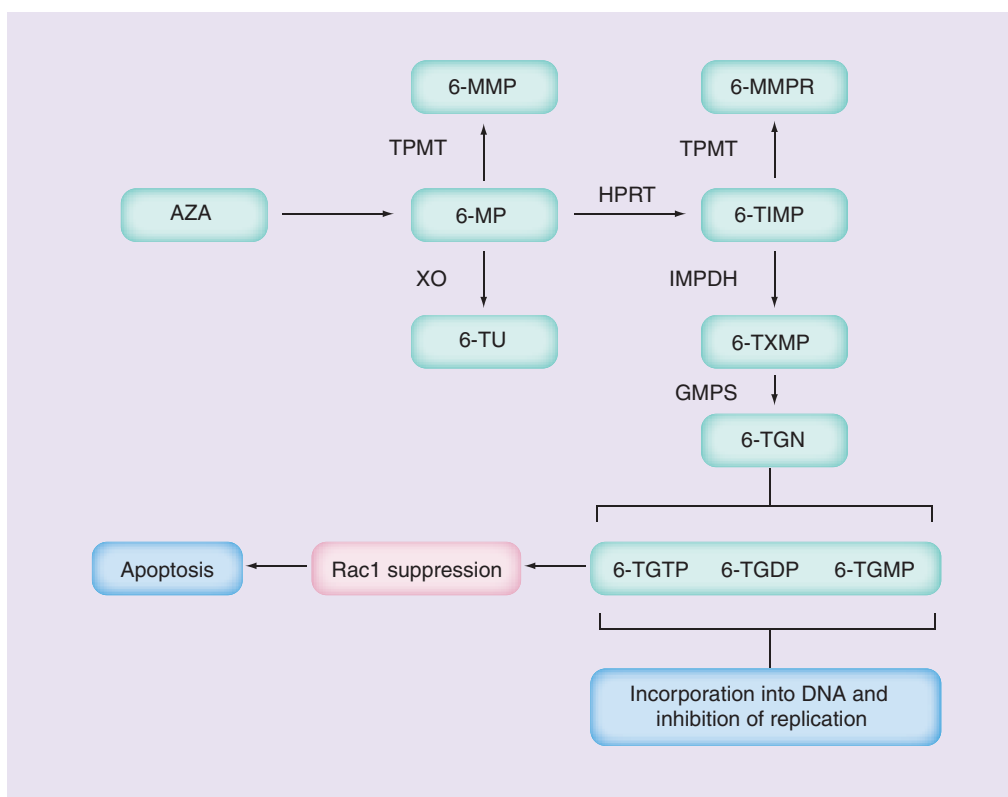 6-MMP
6-MMPR
TPMT
TPMT
AZA
6-MP
HPRT
6-TIMP
XO
IMPDH
6-TU
6-TXMP
GMPS
6-TGN
Apoptosis
Rac1 suppression
6-TGTP 6-TGDP 6-TGMP
Incorporation into DNA and
inhibition of replication